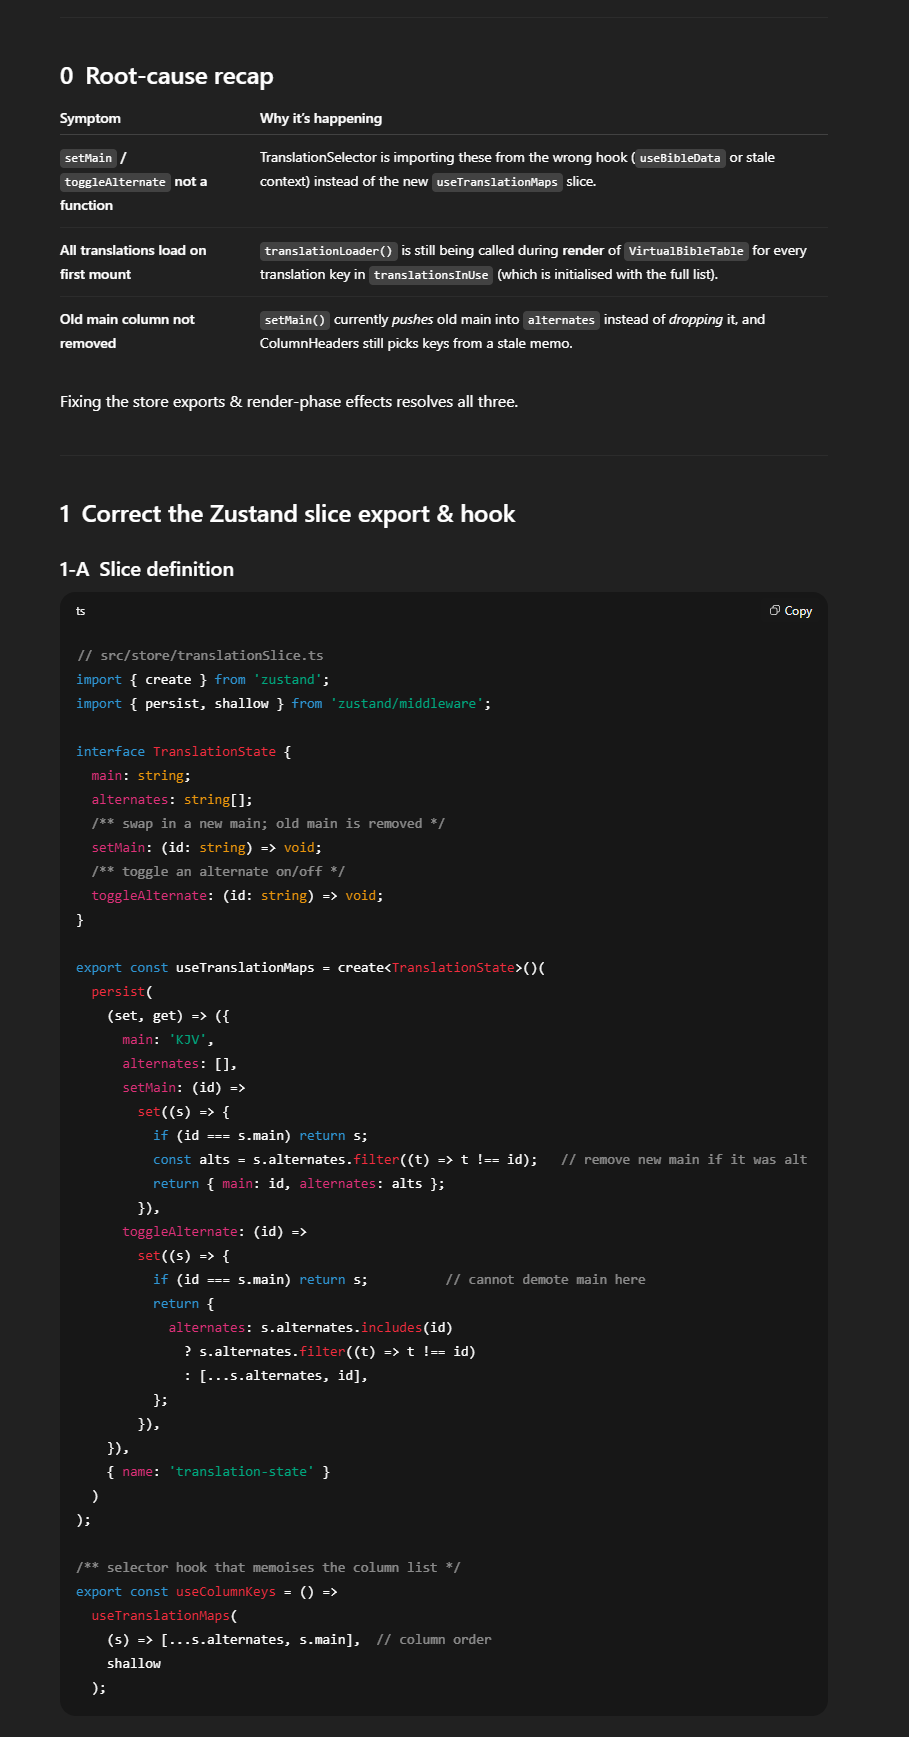 0 Root-cause recap
Symptom Why it's happening
setMain / TranslationSelector is importing these from the wrong hook (useBibleData or stale
toggleAlternate not a context) instead of the new useTranslationMaps slice.
function
All translations load on translationLoader() is still being called during render of VirtualBibleTable for every
first mount translation key in translationsInUse (which is initialised with the full list).
Old main column not setMain() currently pushes old main into alternates instead of dropping it, and
removed ColumnHeaders still picks keys from a stale memo.
Fixing the store exports & render-phase effects resolves all three.
1 Correct the Zustand slice export & hook
1-A Slice definition
ts Copy
// src/store/translationSlice.ts
import { create } from 'zustand';
import { persist, shallow } from 'zustand/middleware';
interface TranslationState {
  main: string;
  alternates: string[];
  /** swap in a new main; old main is removed */
  setMain: (id: string) => void;
  /** toggle an alternate on/off */
  toggleAlternate: (id: string) => void;
}
export const useTranslationMaps = create<TranslationState>()(
  persist(
    (set, get) => ({
      main: 'KJV',
      alternates: [],
      setMain: (id) =>
        set((s) => {
          if (id === s.main) return s;
          const alts = s.alternates.filter((t) => t !== id);   // remove new main if it was alt
          return { main: id, alternates: alts };
        }),
      toggleAlternate: (id) =>
        set((s) => {
          if (id === s.main) return s;          // cannot demote main here
          return {
            alternates: s.alternates.includes(id)
              ? s.alternates.filter((t) => t !== id)
              : [...s.alternates, id],
          };
        }),
    }),
    { name: 'translation-state' }
  )
);
/** selector hook that memoises the column list */
export const useColumnKeys = () =>
  useTranslationMaps(
    (s) => [...s.alternates, s.main],  // column order
    shallow
  );